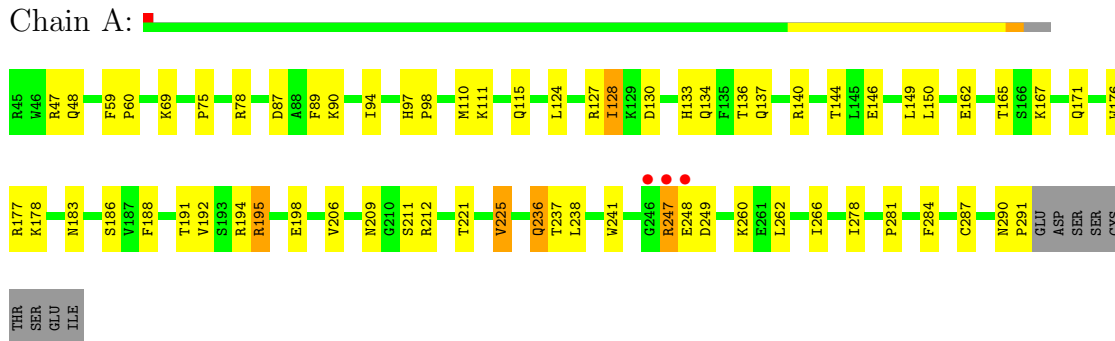 Chain A:
R45 W46 R47 Q48 F59 P60 K69 P75 R78 D87 A88 F89 K90 I94 H97 P98 M110 K111 Q115 L124 R127 I128 K129 D130 H133 Q134 F135 T136 Q137 R140 T144 L145 E146 L149 L150 E162 T165 S166 K167 Q171 W176
R177 K178 N183 S186 V187 F188 T191 V192 S193 R194 R195 E198 V206 N209 G210 S211 R212 T221 V225 Q236 T237 L238 W241 G246 R247 E248 D249 K260 E261 L262 I266 I278 P281 F284 C287 N290 P291 GLU ASP SER SER CYS
THR SER GLU ILE